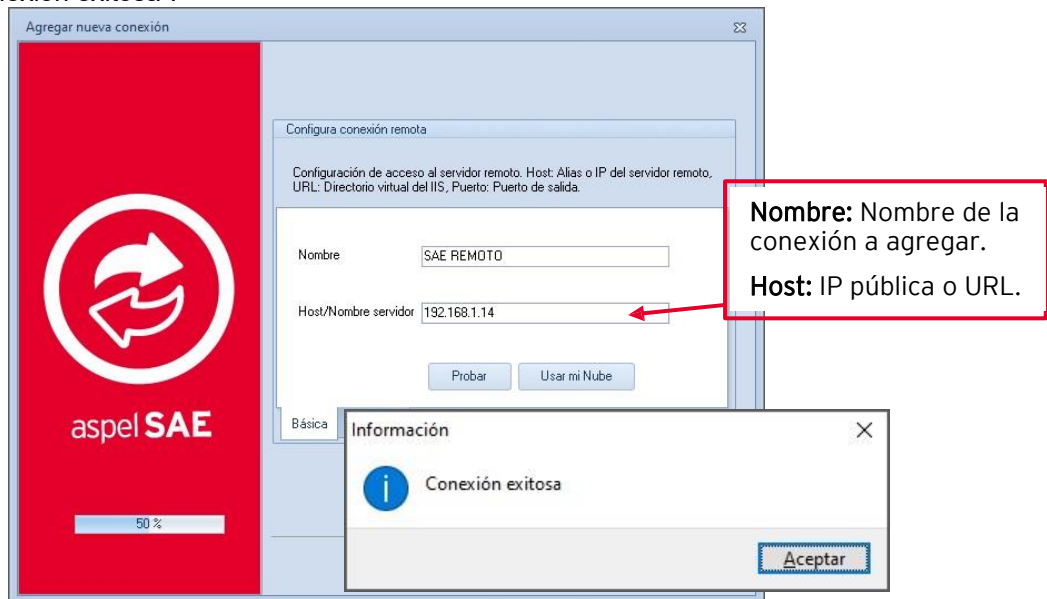 exitosa".
Agregar nueva conexión
Configura conexión remota
Configuración de acceso al servidor remoto. Host: Alias o IP del servidor remoto,
URL: Directorio virtual del IIS, Puerto: Puerto de salida.
Nombre
SAE REMOTO
Host/Nombre servidor
192.168.1.14
Probar
Usar mi Nube
Básica
aspel SAE
50 %
Nombre: Nombre de la
conexión a agregar.
Host: IP pública o URL.
Información
Conexión exitosa
Aceptar